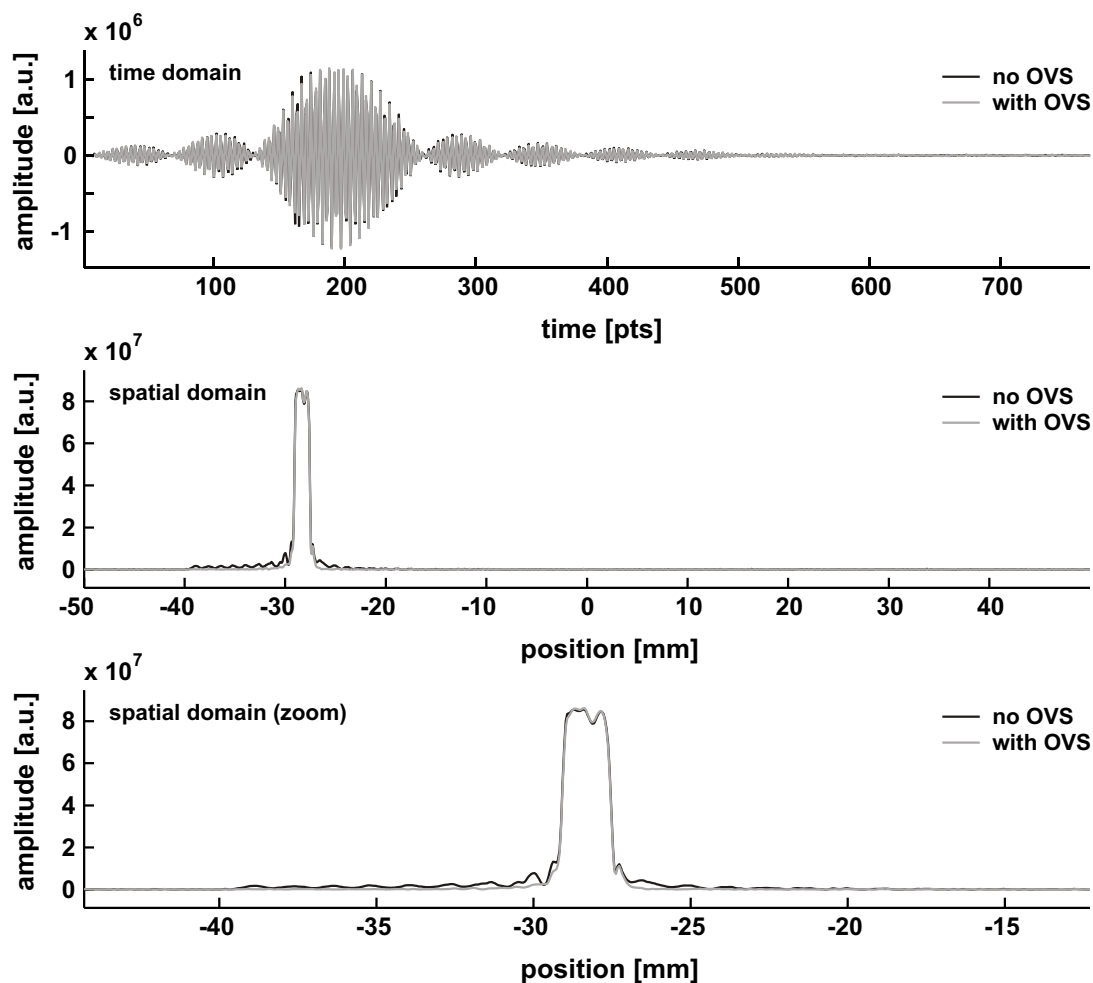 x 10^6
time domain
no OVS
with OVS
amplitude [a.u.]
1
0
-1
100 200 300 400 500 600 700
time [pts]
x 10^7
spatial domain
no OVS
with OVS
amplitude [a.u.]
8
6
4
2
0
-50 -40 -30 -20 -10 0 10 20 30 40
position [mm]
x 10^7
spatial domain (zoom)
no OVS
with OVS
amplitude [a.u.]
8
6
4
2
0
-40 -35 -30 -25 -20 -15
position [mm]